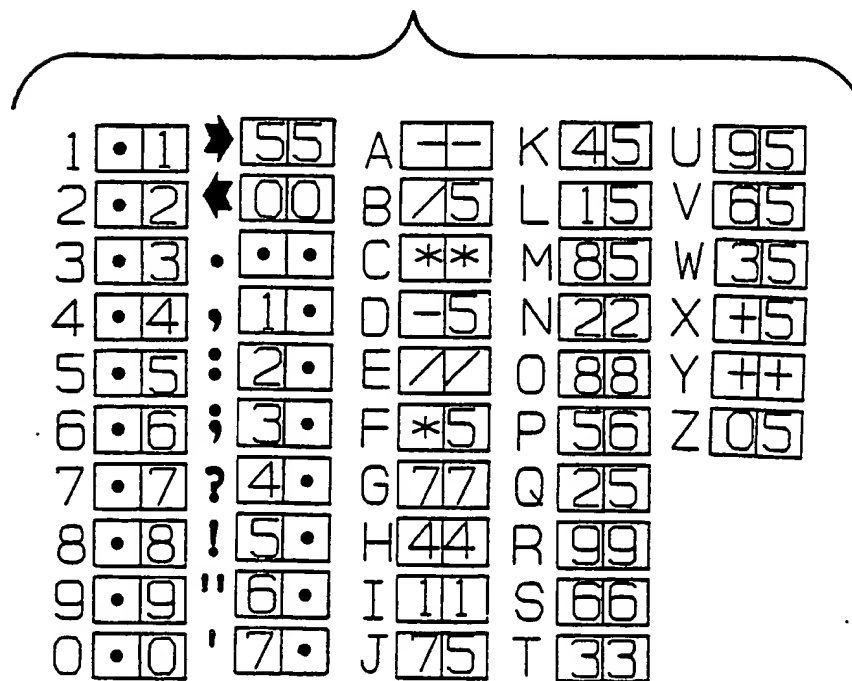 1 •1 ➧ 55 A -- K 45 U 95
2 •2 ➧ 00 B /5 L 15 V 65
3 •3 . •• C ** M 85 W 35
4 •4 , 1• D -5 N 22 X +5
5 •5 : 2• E // O 88 Y ++
6 •6 ; 3• F *5 P 56 Z 05
7 •7 ? 4• G 77 Q 25
8 •8 ! 5• H 44 R 99
9 •9 " 6• I 11 S 66
0 •0 ' 7• J 75 T 33